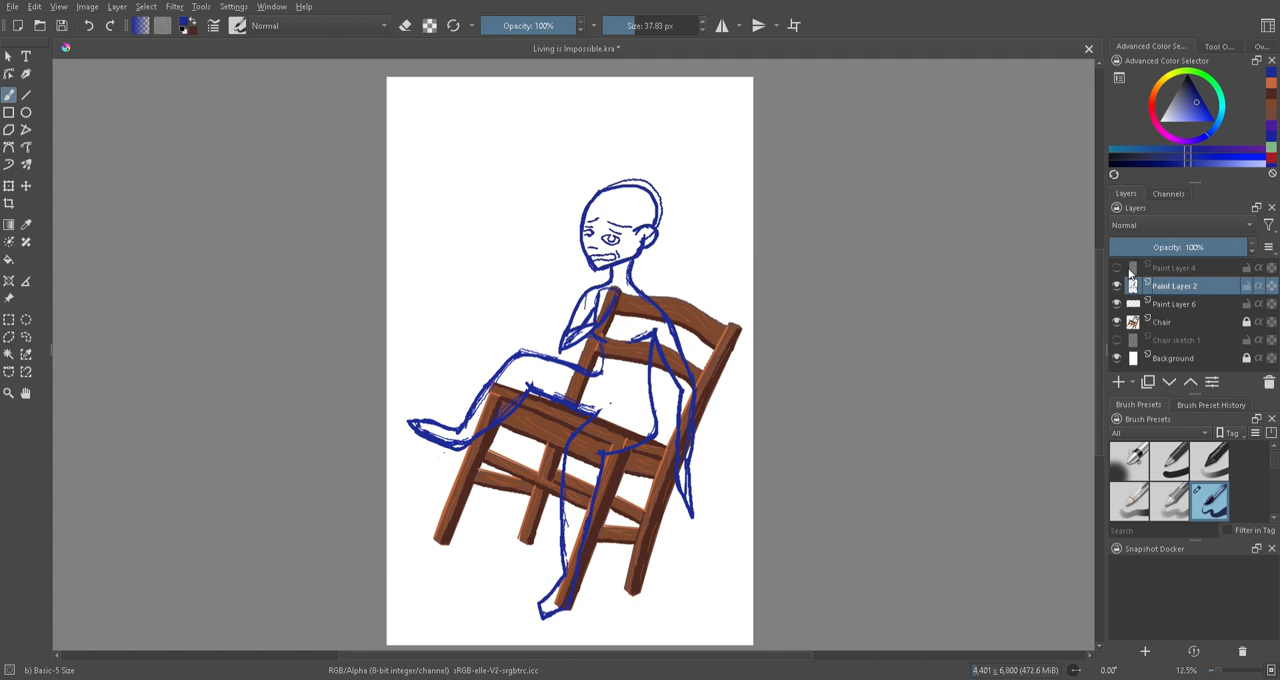 File Edit View Image Layer Select Filter Tools Settings Window Help
Normal Opacity: 100% Size: 37.83 px
Living is Impossible.kra *
Advanced Color Se... Tool O... Ov...
Advanced Color Selector
Layers Channels
Layers
Normal
Opacity: 100%
Paint Layer 4
Paint Layer 2
Paint Layer 6
Chair
Chair sketch 1
Background
Brush Presets Brush Preset History
Brush Presets
All Tag
Search Filter in Tag
Snapshot Docker
b) Basic-5 Size RGB/Alpha (8-bit integer/channel) sRGB-elle-V2-srgbtrc.icc 4,401 x 6,800 (472.6 MiB) 0.00° 12.5%